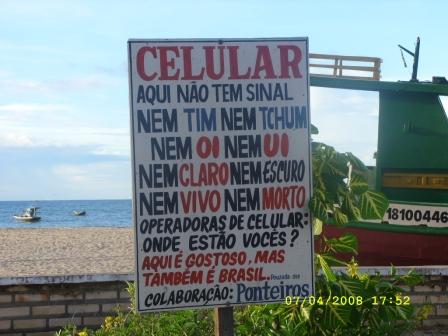 CELULAR
AQUI NÃO TEM SINAL
NEM TIM NEM TCHUM
NEM OI NEM UI
NEM CLARO NEM ESCURO
NEM VIVO NEM MORTO
OPERADORAS DE CELULAR:
ONDE ESTÃO VOCÊS?
AQUI É GOSTOSO, MAS
TAMBÉM É BRASIL.
COLABORAÇÃO: Pousada dos Ponteiros
18100446
07/04/2008 17:52